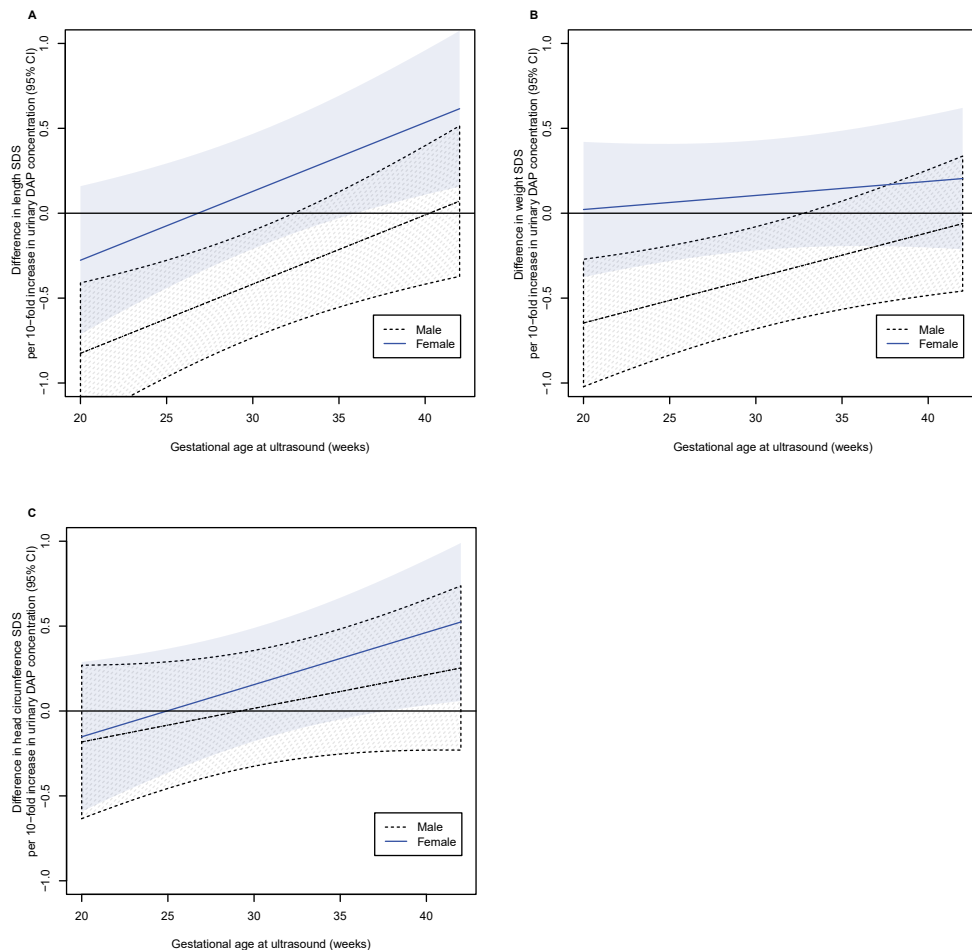 A
Difference in length SDS
per 10−fold increase in urinary DAP concentration (95% CI)
1.0
0.5
0.0
−0.5
−1.0
Male
Female
20 25 30 35 40
Gestational age at ultrasound (weeks)
B
Difference in weight SDS
per 10−fold increase in urinary DAP concentration (95% CI)
1.0
0.5
0.0
−0.5
−1.0
Male
Female
20 25 30 35 40
Gestational age at ultrasound (weeks)
C
Difference in head circumference SDS
per 10−fold increase in urinary DAP concentration (95% CI)
1.0
0.5
0.0
−0.5
−1.0
Male
Female
20 25 30 35 40
Gestational age at ultrasound (weeks)